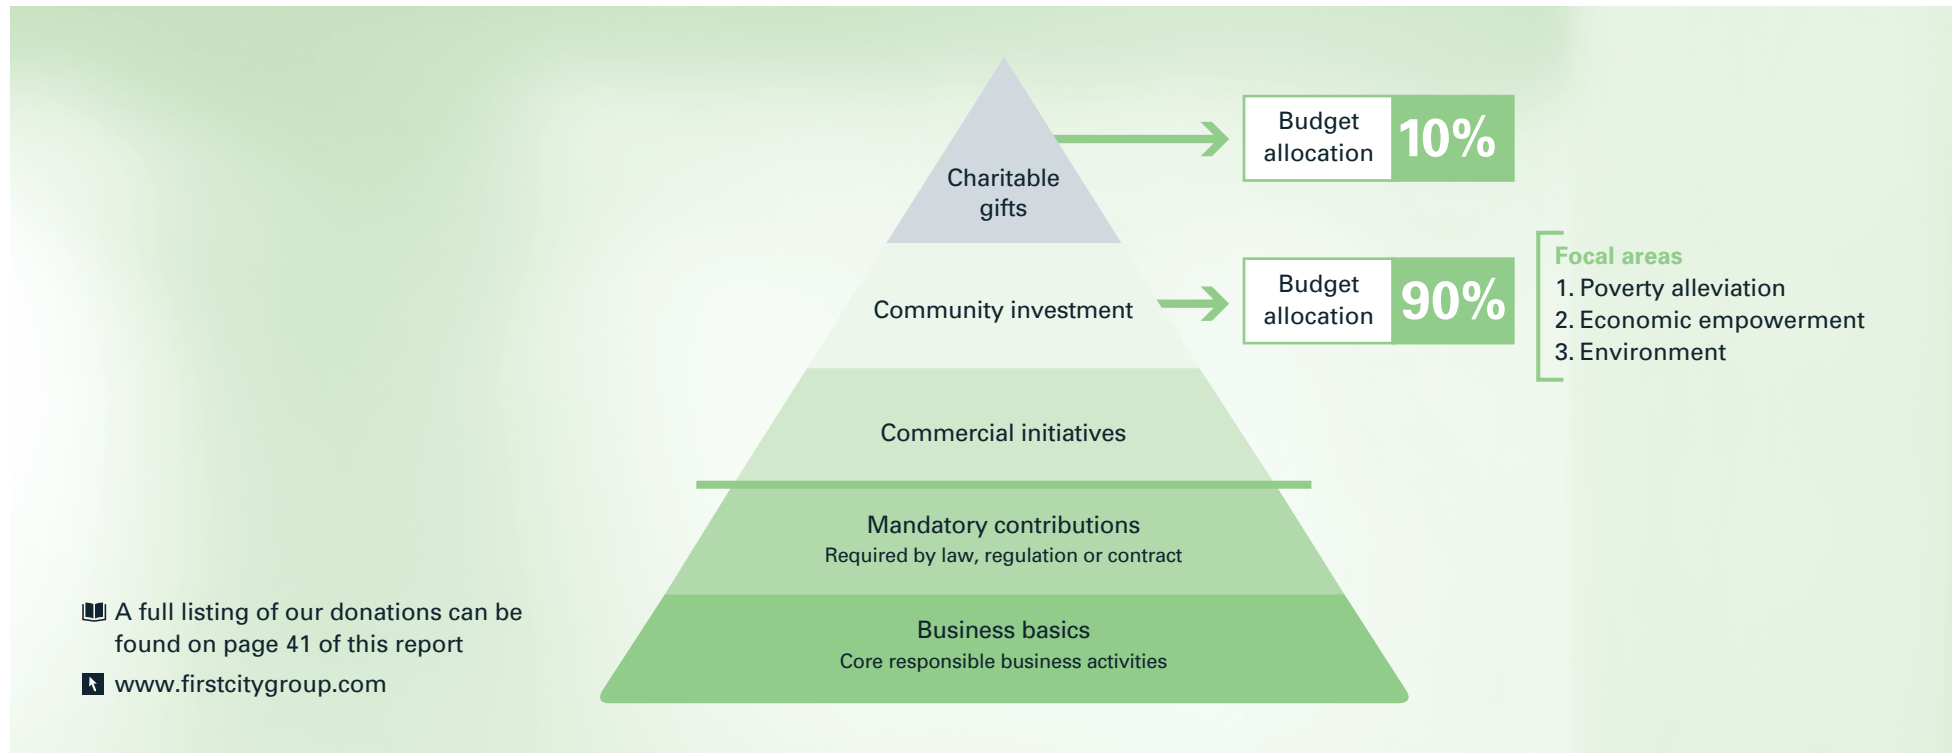 Charitable
gifts
Budget
allocation
10%
Community investment
Budget
allocation
90%
Focal areas
1. Poverty alleviation
2. Economic empowerment
3. Environment
Commercial initiatives
Mandatory contributions
Required by law, regulation or contract
Business basics
Core responsible business activities
A full listing of our donations can be
found on page 41 of this report
www.firstcitygroup.com